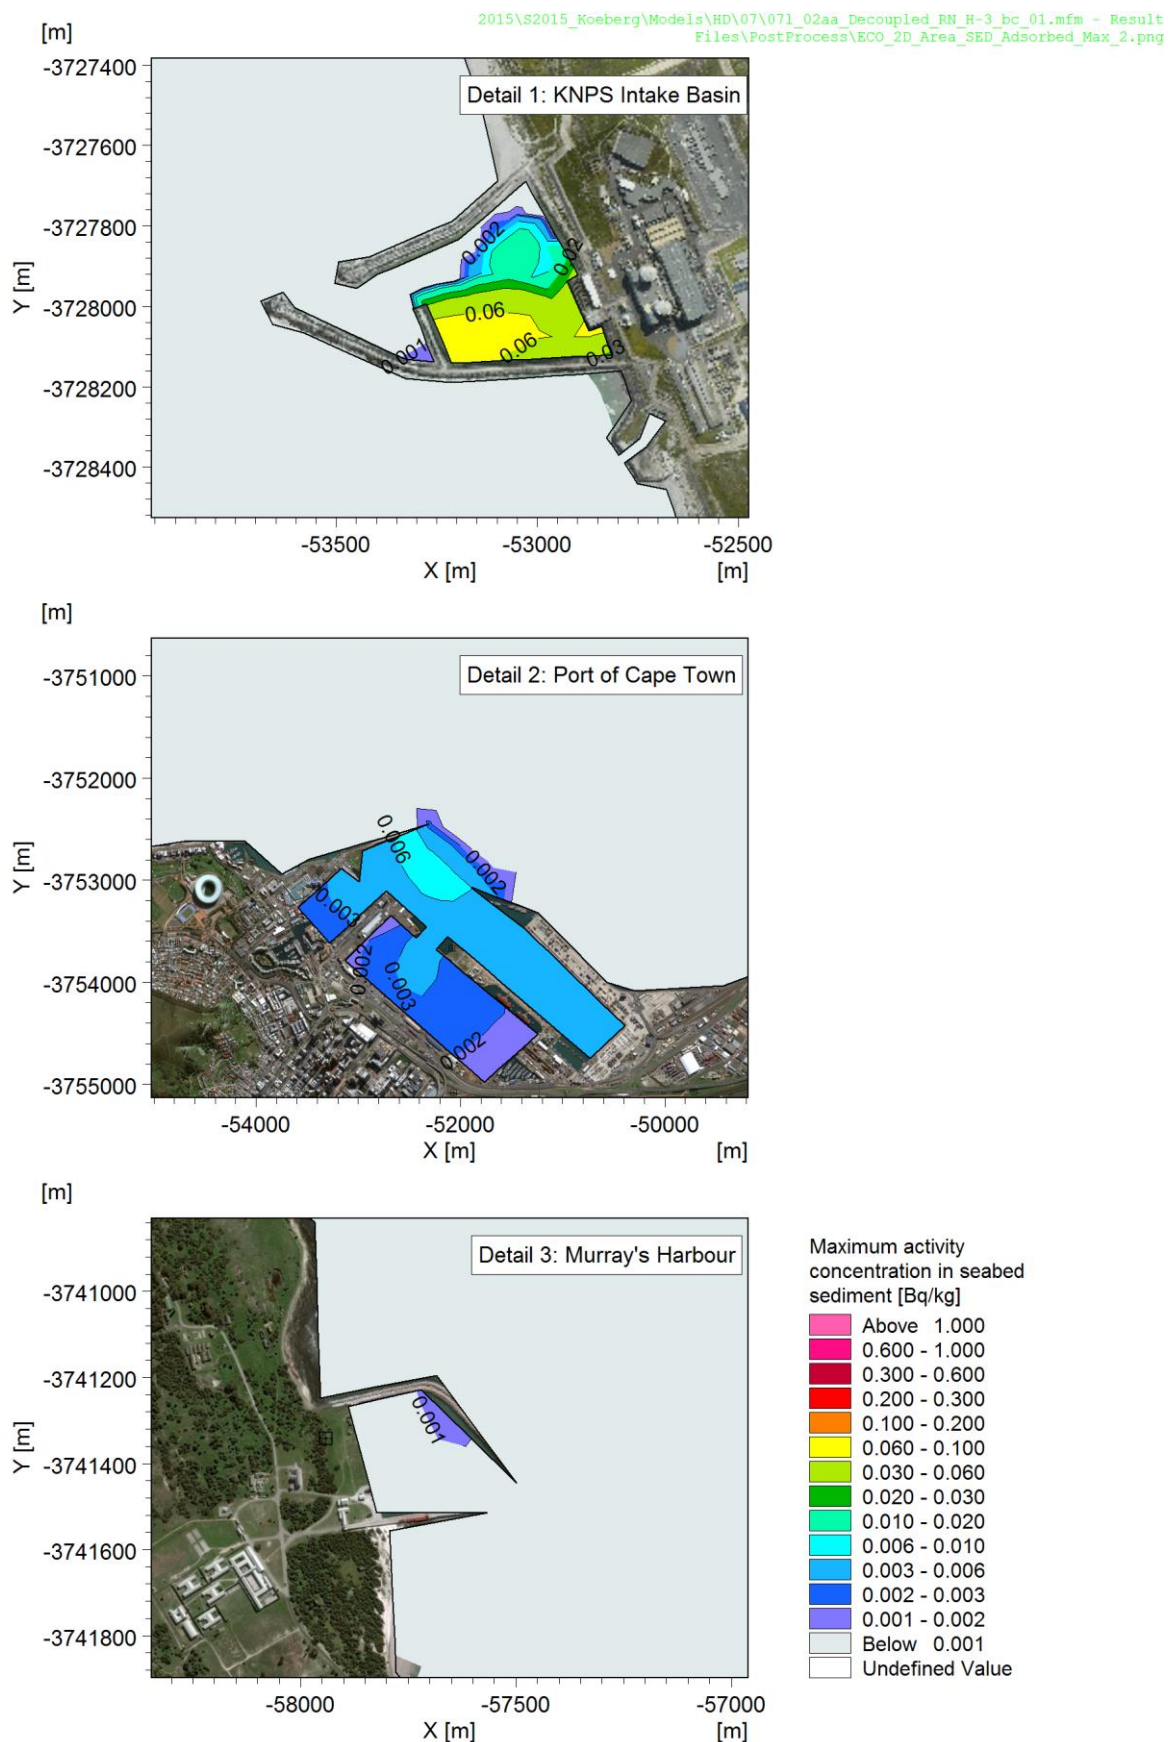 2015\S2015_Koeberg\Models\HD\07\071_02aa_Decoupled_RN_H-3_bc_01.mfm - Result
Files\PostProcess\ECO_2D_Area_SED_Adsorbed_Max_2.png
[m]
Detail 1: KNPS Intake Basin
-3727400
-3727600
-3727800
-3728000
-3728200
-3728400
Y [m]
0.002
0.02
0.06
0.06
0.03
0.001
-53500
-53000
-52500
X [m]
[m]
[m]
Detail 2: Port of Cape Town
-3751000
-3752000
-3753000
-3754000
-3755000
Y [m]
0.006
0.002
0.003
0.002
0.003
0.002
-54000
-52000
-50000
X [m]
[m]
[m]
Detail 3: Murray's Harbour
-3741000
-3741200
-3741400
-3741600
-3741800
Y [m]
0.001
-58000
-57500
-57000
X [m]
[m]
Maximum activity
concentration in seabed
sediment [Bq/kg]
Above 1.000
0.600 - 1.000
0.300 - 0.600
0.200 - 0.300
0.100 - 0.200
0.060 - 0.100
0.030 - 0.060
0.020 - 0.030
0.010 - 0.020
0.006 - 0.010
0.003 - 0.006
0.002 - 0.003
0.001 - 0.002
Below 0.001
Undefined Value